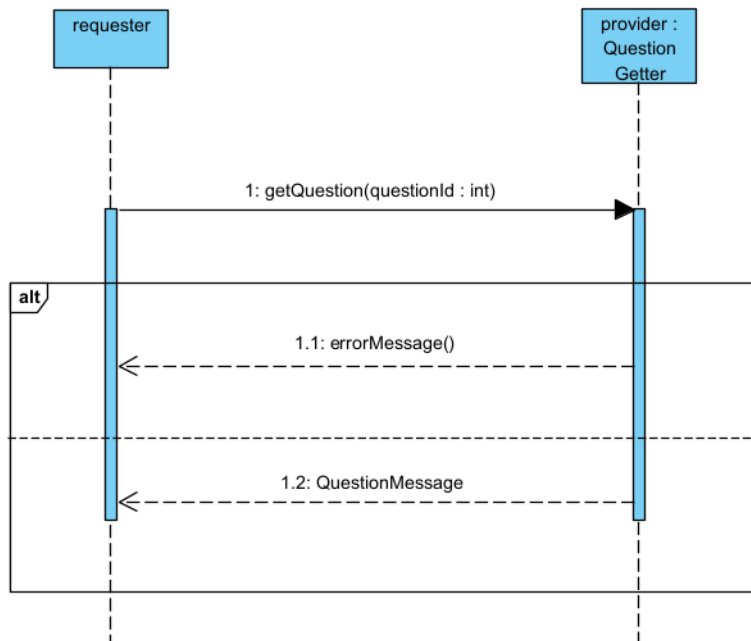 requester
provider :
Question
Getter
1: getQuestion(questionId : int)
alt
1.1: errorMessage()
1.2: QuestionMessage